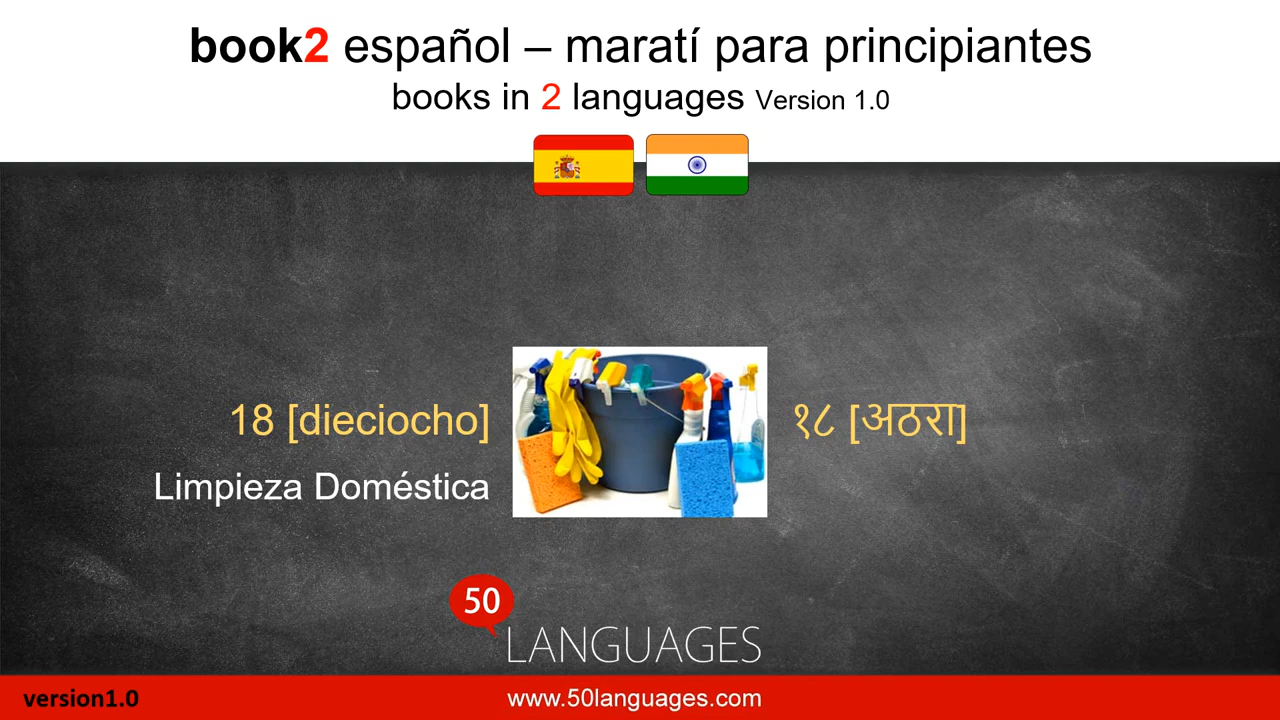 book2 español – maratí para principiantes
books in 2 languages Version 1.0
18 [dieciocho]
१८ [अठरा]
Limpieza Doméstica
50
LANGUAGES
version1.0
www.50languages.com